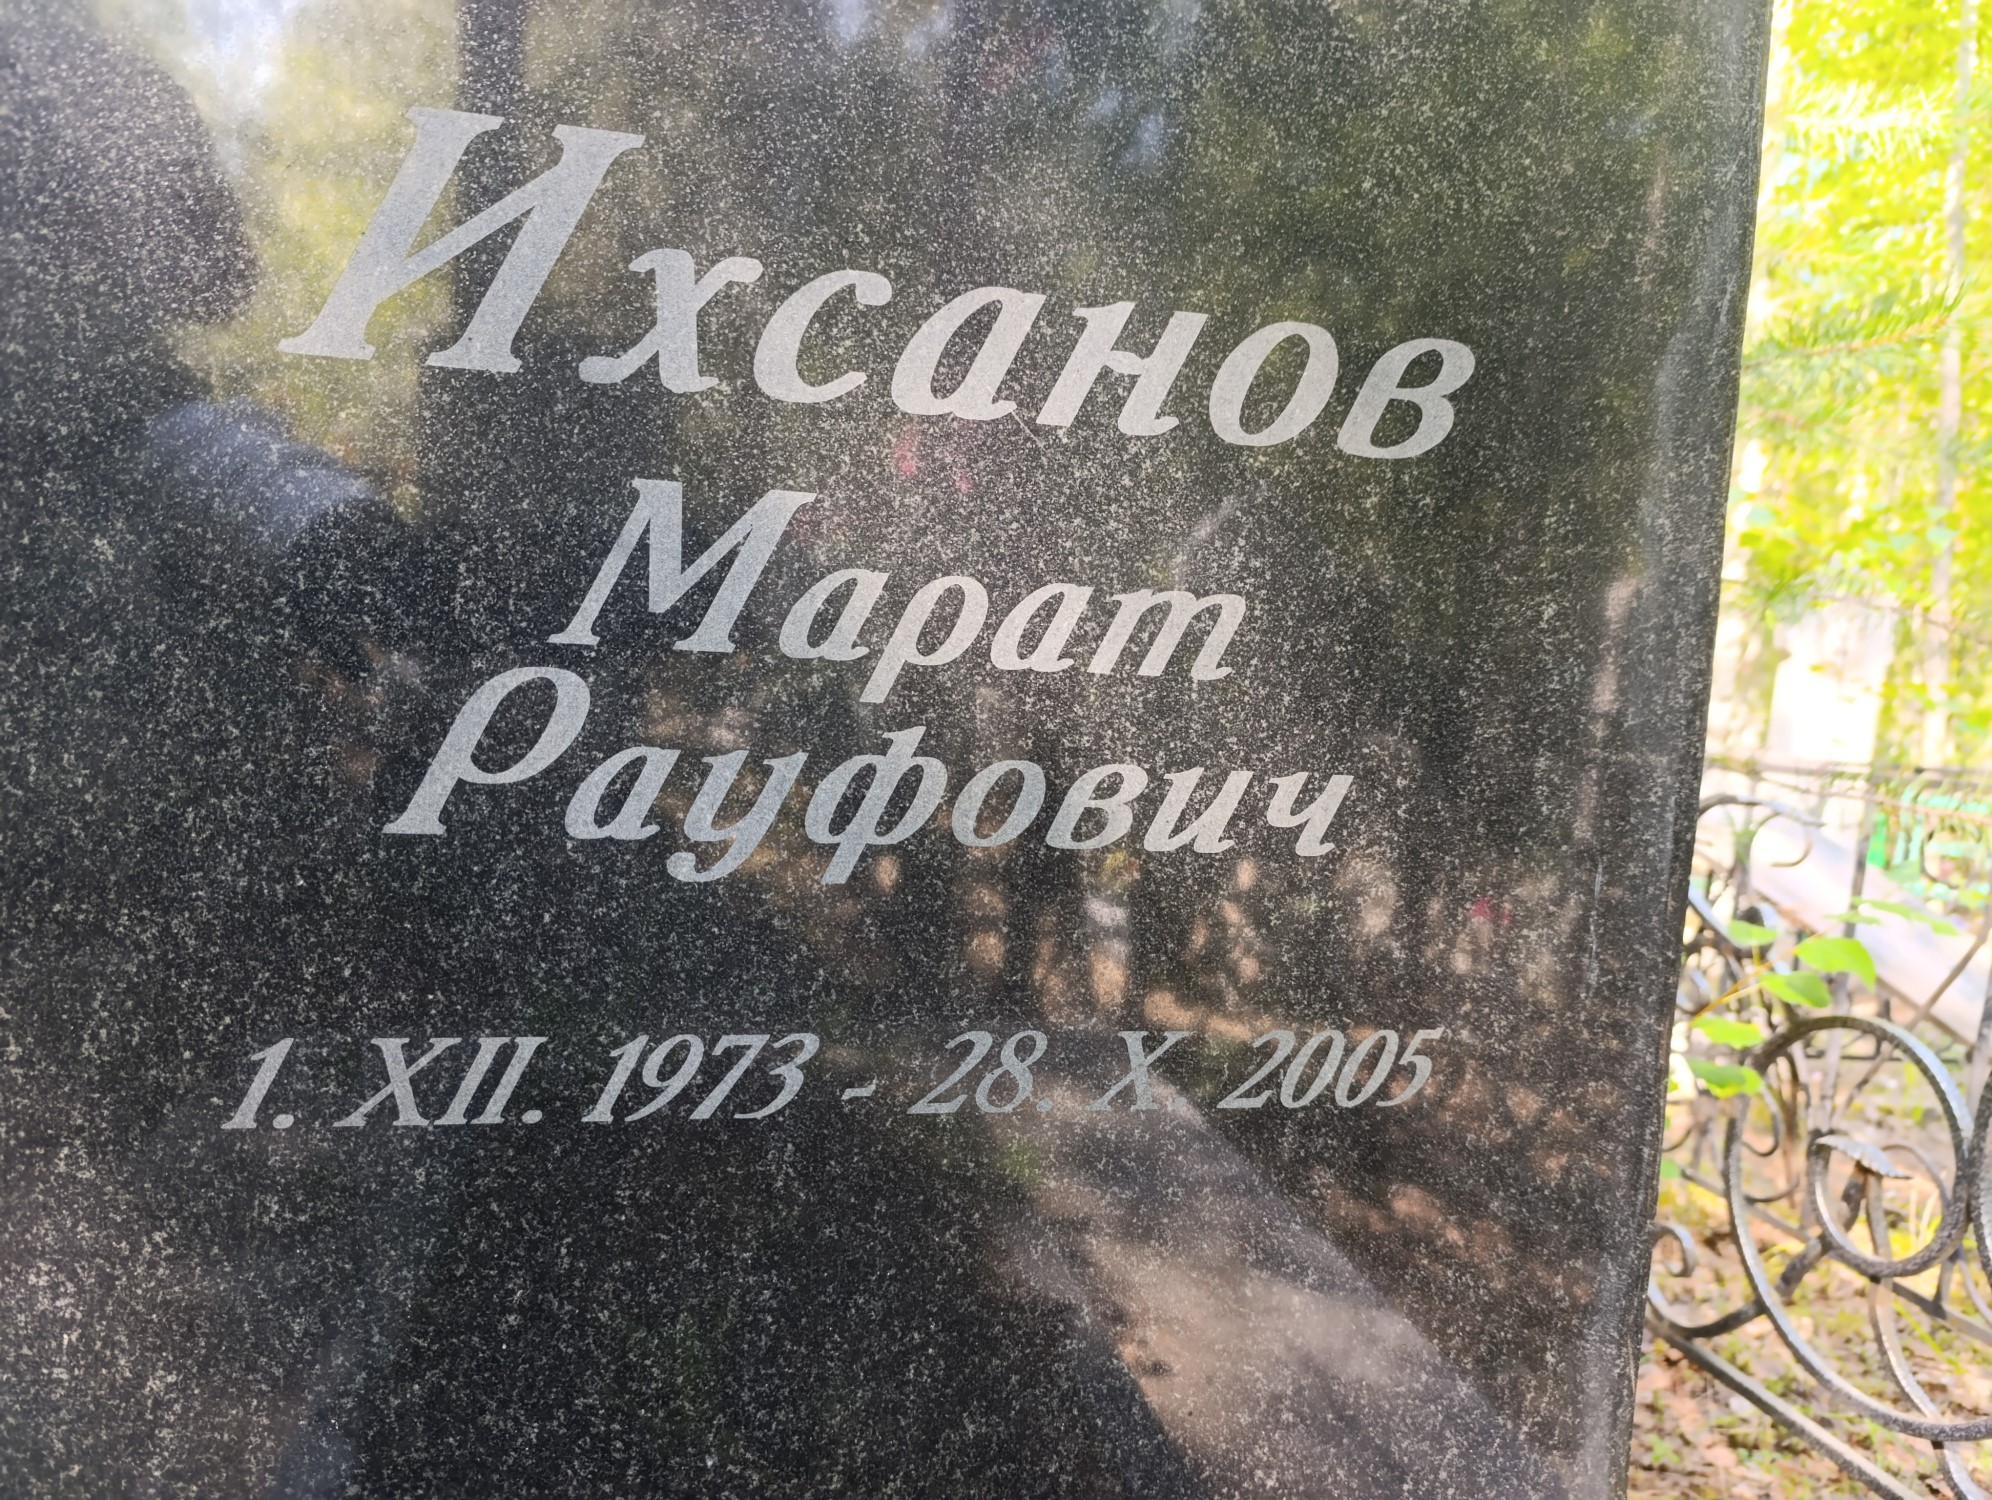 Ихсанов
Марат
Рауфович
1. XII. 1973 - 28. X. 2005